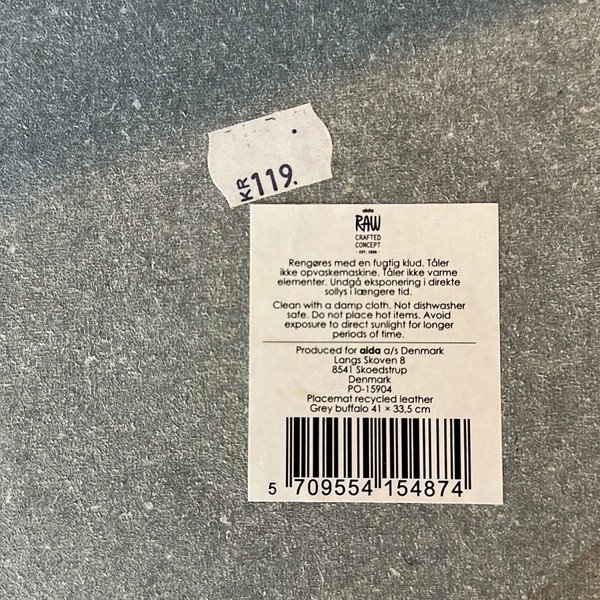 KR 119.
aida
RAW
CRAFTED
CONCEPT
Rengøres med en fugtig klud. Tåler
ikke opvaskemaskine. Tåler ikke varme
elementer. Undgå eksponering i direkte
sollys i længere tid.
Clean with a damp cloth. Not dishwasher
safe. Do not place hot items. Avoid
exposure to direct sunlight for longer
periods of time.
Produced for aida a/s Denmark
Langs Skoven 8
8541 Skoedstrup
Denmark
PO-15904
Placemat recycled leather
Grey buffalo 41 × 33,5 cm
5 709554 154874